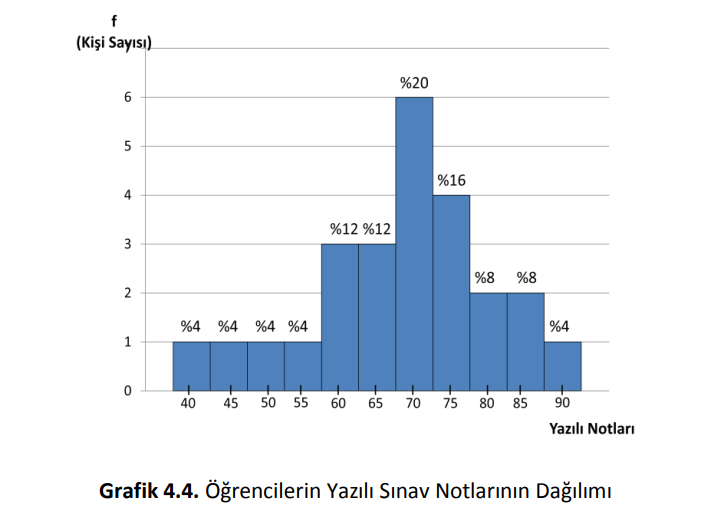 f
(Kişi Sayısı)
%20
6
5
%16
4
%12 %12
3
%8 %8
2
%4 %4 %4 %4 %4
1
0
40 45 50 55 60 65 70 75 80 85 90
Yazılı Notları
Grafik 4.4. Öğrencilerin Yazılı Sınav Notlarının Dağılımı